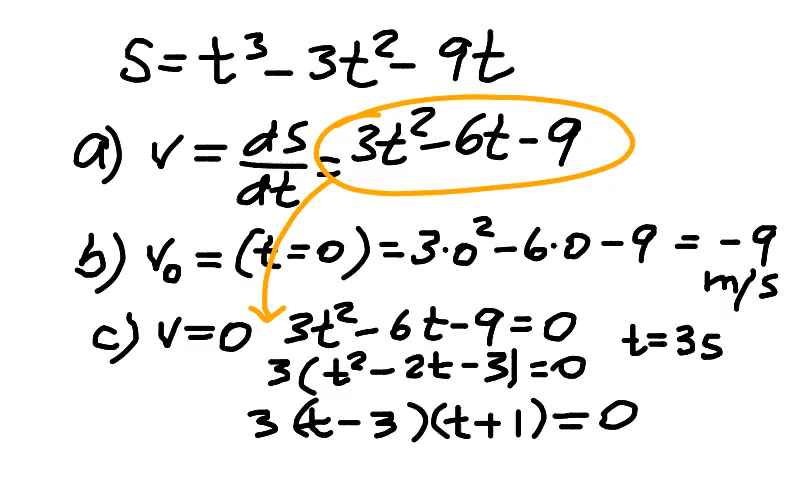 S=t³-3t²-9t
a) v=dS/dt=3t²-6t-9
b) v₀=(t=0)=3·0²-6·0-9=-9 m/s
c) v=0 3t²-6t-9=0 t=3s
3(t²-2t-3)=0
3(t-3)(t+1)=0